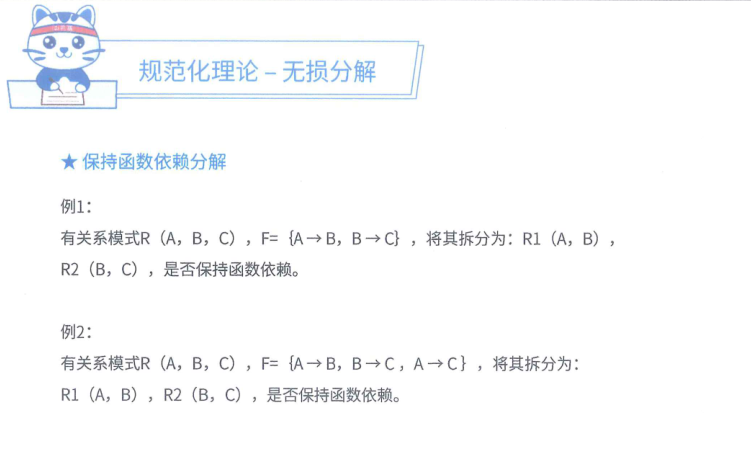 规范化理论 – 无损分解
★ 保持函数依赖分解
例1：
有关系模式R（A，B，C），F=｛A→B，B→C｝，将其拆分为：R1（A，B），
R2（B，C），是否保持函数依赖。
例2：
有关系模式R（A，B，C），F=｛A→B，B→C，A→C｝，将其拆分为：
R1（A，B），R2（B，C），是否保持函数依赖。